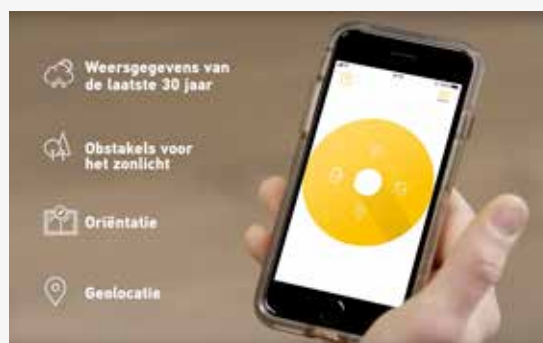 Weersgegevens van
de laatste 30 jaar
Obstakels voor
het zonlicht
Oriëntatie
Geolocatie